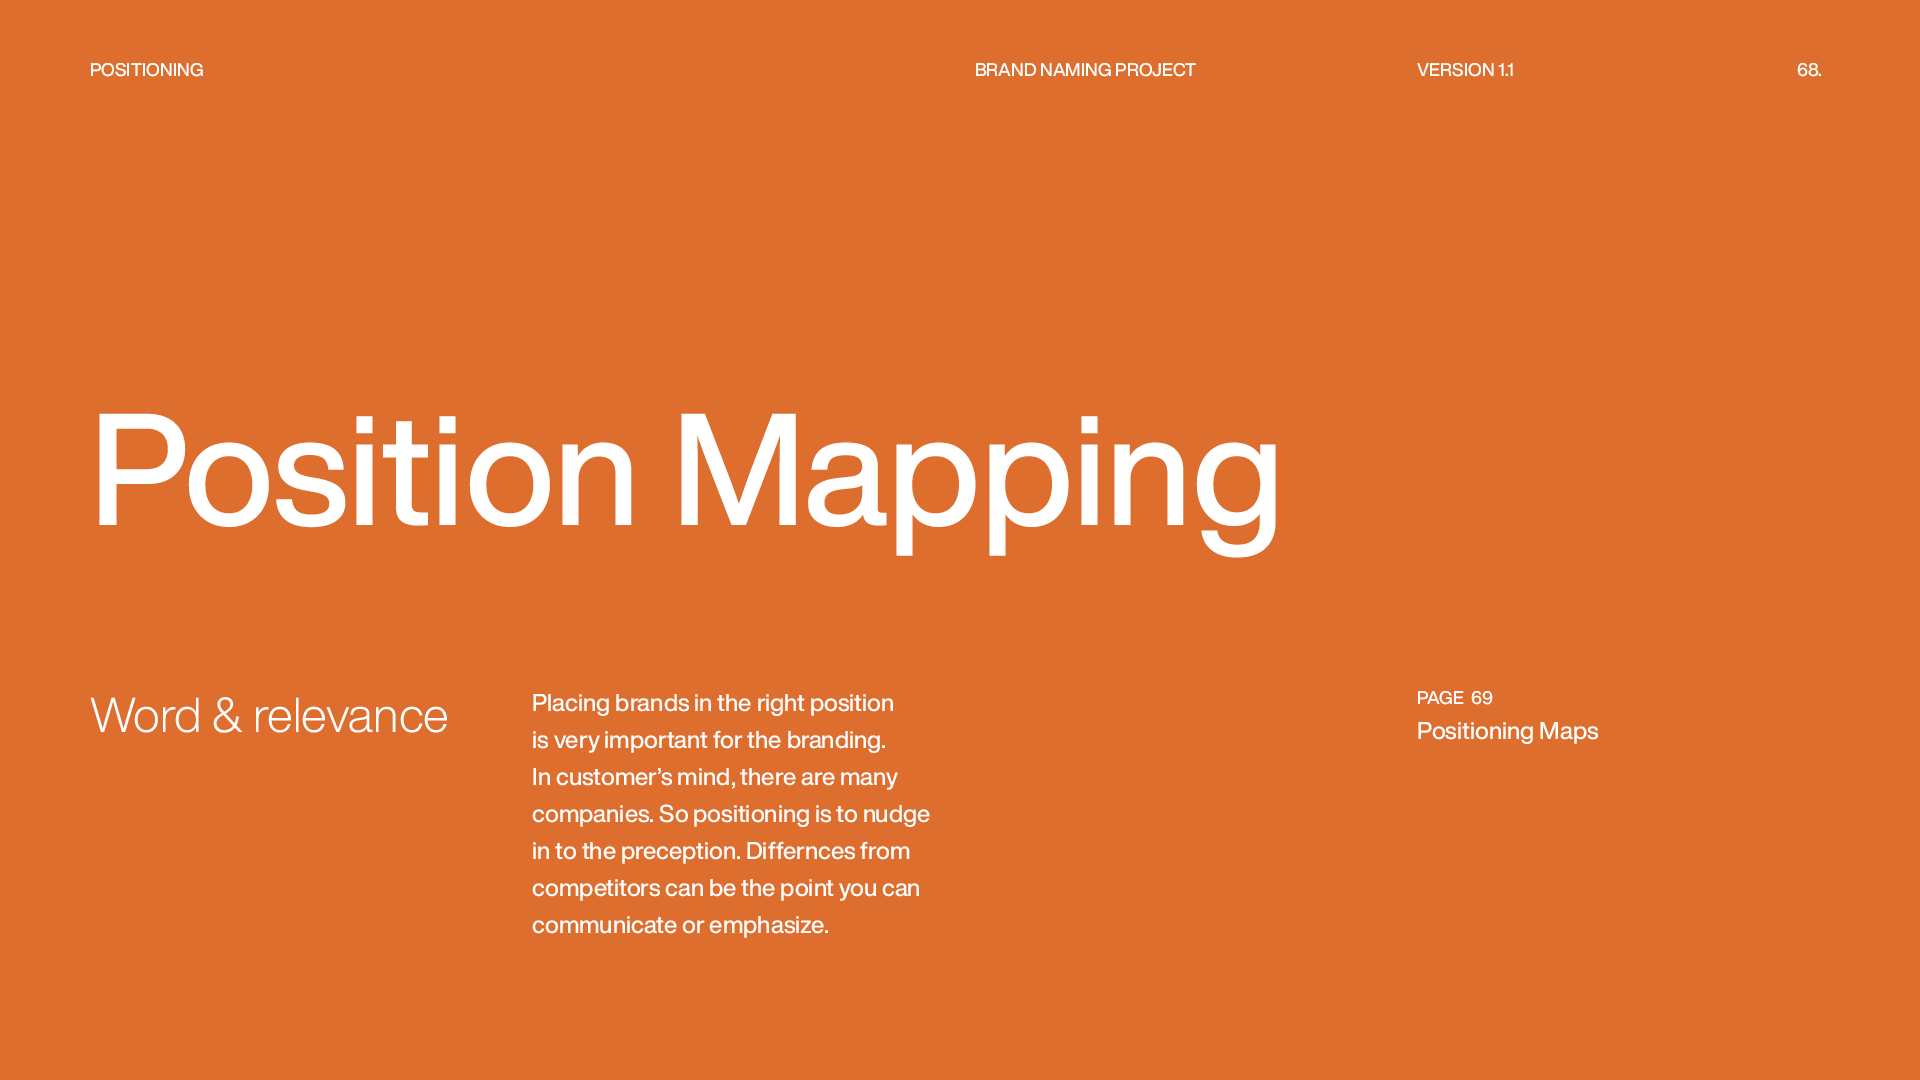 POSITIONING
BRAND NAMING PROJECT
VERSION 1.1
68.
Position Mapping
Word & relevance
Placing brands in the right position
is very important for the branding.
In customer’s mind, there are many
companies. So positioning is to nudge
in to the preception. Differnces from
competitors can be the point you can
communicate or emphasize.
PAGE 69
Positioning Maps